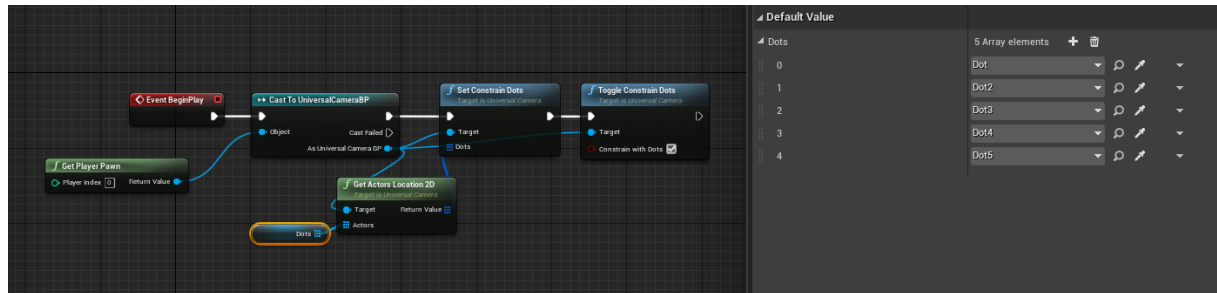 Event BeginPlay
Cast To UniversalCameraBP
Object
Cast Failed
As Universal Camera BP
Get Player Pawn
Player Index 0
Return Value
Set Constrain Dots
Target is Universal Camera
Target
Dots
Toggle Constrain Dots
Target is Universal Camera
Target
Constrain with Dots
Get Actors Location 2D
Target is Universal Camera
Target
Return Value
Actors
Dots
Default Value
Dots
5 Array elements
0 Dot
1 Dot2
2 Dot3
3 Dot4
4 Dot5